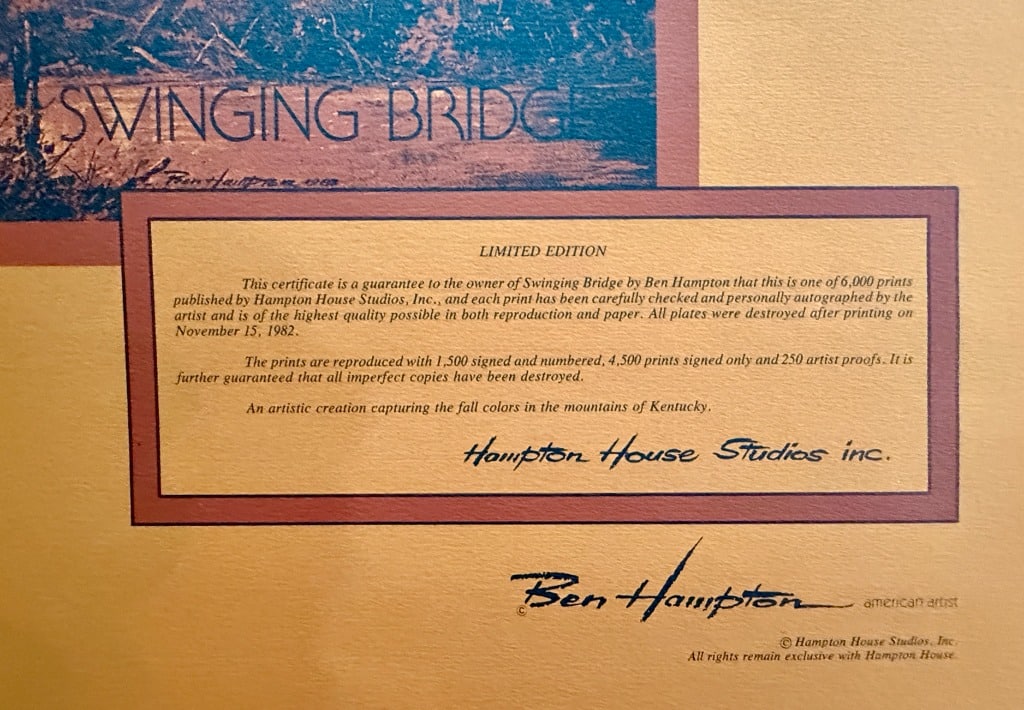 SWINGING BRIDGE
Ben Hampton
LIMITED EDITION
This certificate is a guarantee to the owner of Swinging Bridge by Ben Hampton that this is one of 6,000 prints
published by Hampton House Studios, Inc., and each print has been carefully checked and personally autographed by the
artist and is of the highest quality possible in both reproduction and paper. All plates were destroyed after printing on
November 15, 1982.
The prints are reproduced with 1,500 signed and numbered, 4,500 prints signed only and 250 artist proofs. It is
further guaranteed that all imperfect copies have been destroyed.
An artistic creation capturing the fall colors in the mountains of Kentucky.
Hampton House Studios inc.
© Ben Hampton american artist
© Hampton House Studios, Inc.
All rights remain exclusive with Hampton House.